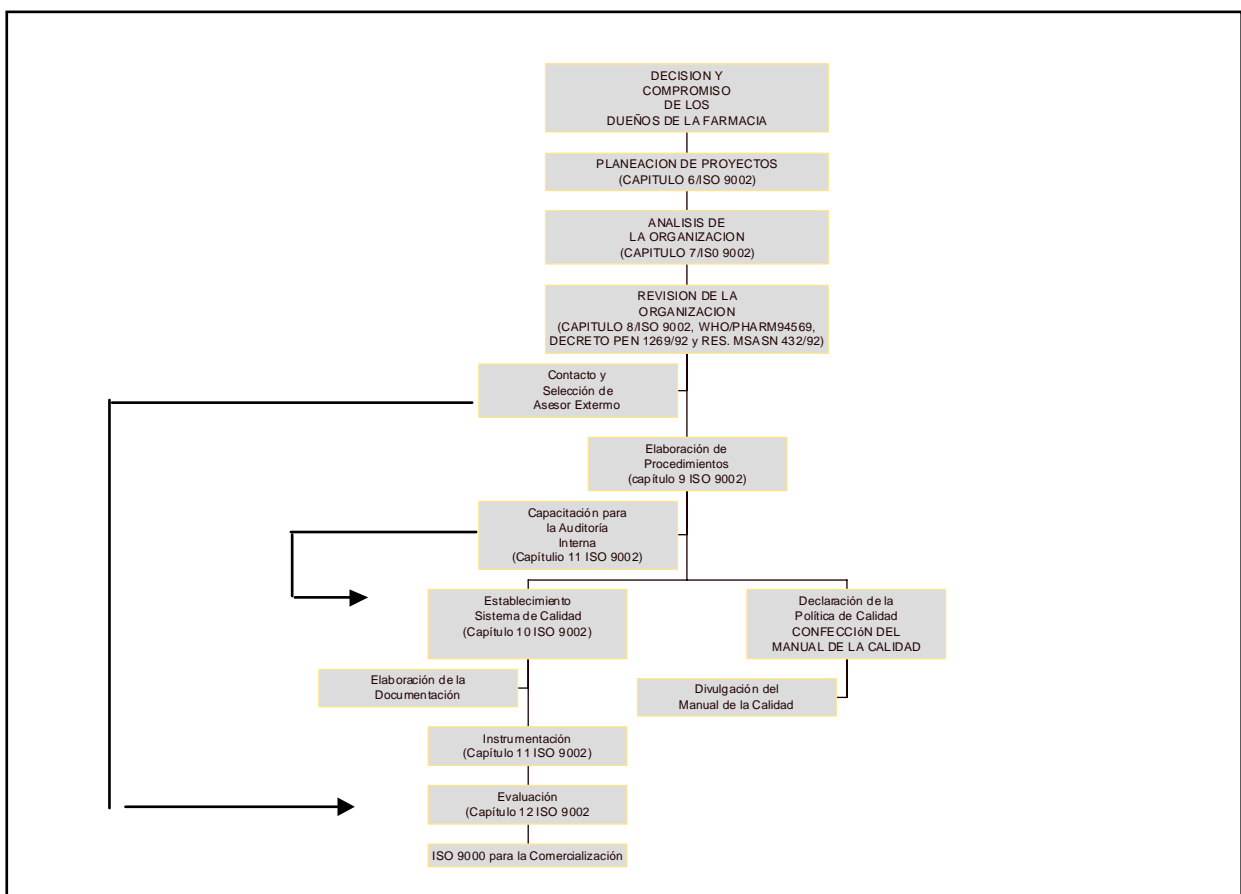 DECISION Y
COMPROMISO
DE LOS
DUEÑOS DE LA FARMACIA
PLANEACION DE PROYECTOS
(CAPITULO 6/ISO 9002)
ANALISIS DE
LA ORGANIZACION
(CAPITULO 7/IS0 9002)
REVISION DE LA
ORGANIZACION
(CAPITULO 8/ISO 9002, WHO/PHARM94569,
DECRETO PEN 1269/92 y RES. MSASN 432/92)
Contacto y
Selección de
Asesor Extermo
Elaboración de
Procedimientos
(capítulo 9 ISO 9002)
Capacitación para
la Auditoría
Interna
(Capítulio 11 ISO 9002)
Establecimiento
Sistema de Calidad
(Capítulo 10 ISO 9002)
Declaración de la
Política de Calidad
CONFECCIóN DEL
MANUAL DE LA CALIDAD
Elaboración de la
Documentación
Divulgación del
Manual de la Calidad
Instrumentación
(Capítulo 11 ISO 9002)
Evaluación
(Capítulo 12 ISO 9002
ISO 9000 para la Comercialización